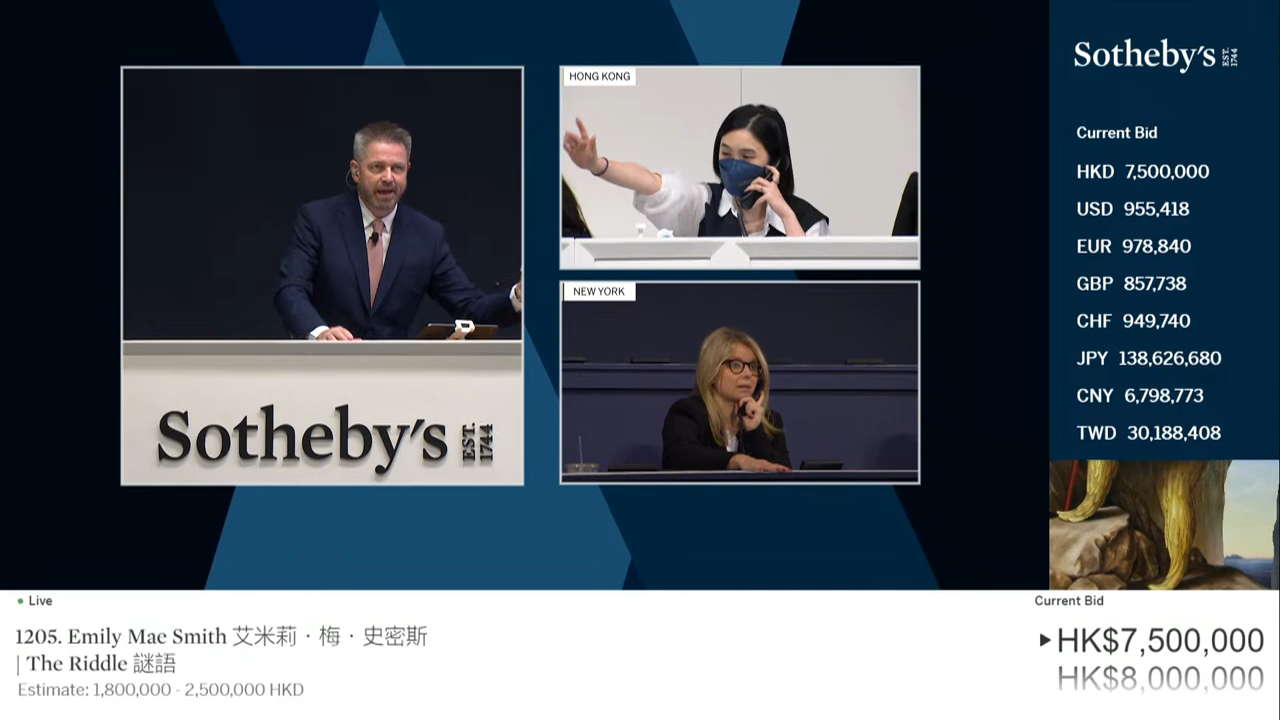 Sotheby's EST. 1744
HONG KONG
NEW YORK
Sotheby's EST. 1744
Current Bid
HKD 7,500,000
USD 955,418
EUR 978,840
GBP 857,738
CHF 949,740
JPY 138,626,680
CNY 6,798,773
TWD 30,188,408
Live
1205. Emily Mae Smith 艾米莉 · 梅 · 史密斯
| The Riddle 謎語
Estimate: 1,800,000 - 2,500,000 HKD
Current Bid
HK$7,500,000
HK$8,000,000